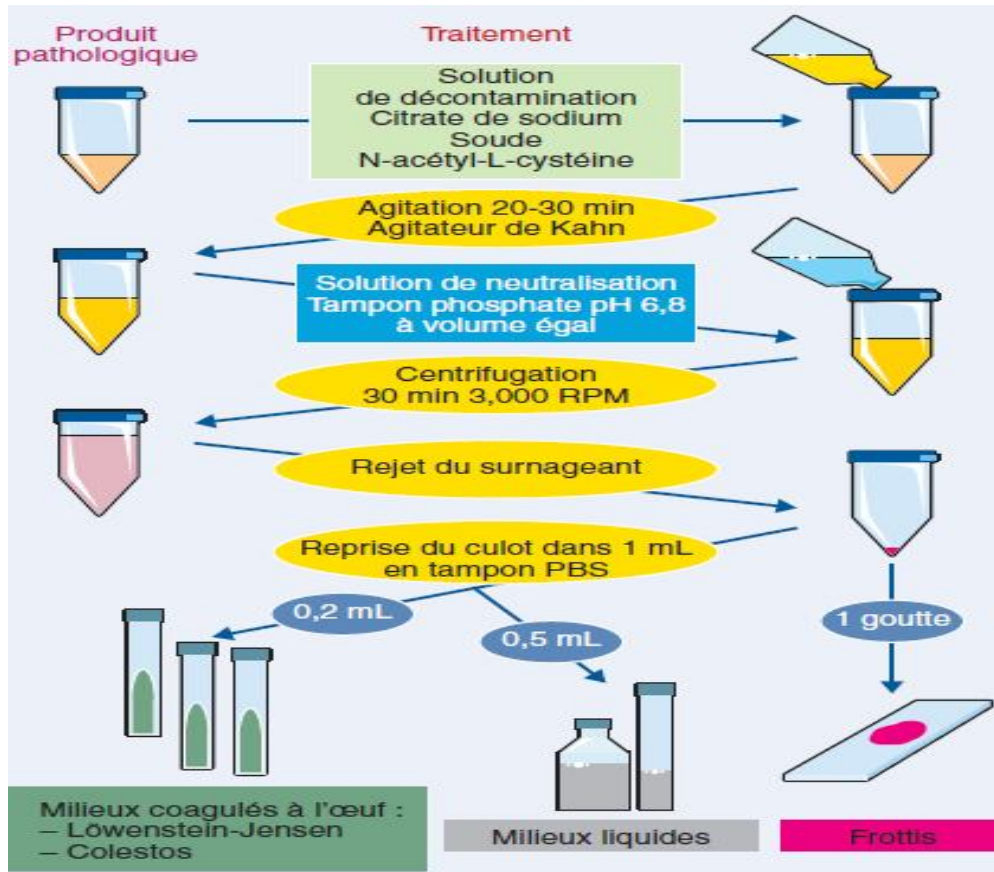 Produit
pathologique
Traitement
Solution
de décontamination
Citrate de sodium
Soude
N-acétyl-L-cystéine
Agitation 20-30 min
Agitateur de Kahn
Solution de neutralisation
Tampon phosphate pH 6,8
à volume égal
Centrifugation
30 min 3,000 RPM
Rejet du surnageant
Reprise du culot dans 1 mL
en tampon PBS
0,2 mL
0,5 mL
1 goutte
Milieux coagulés à l'œuf :
– Löwenstein-Jensen
– Colestos
Milieux liquides
Frottis